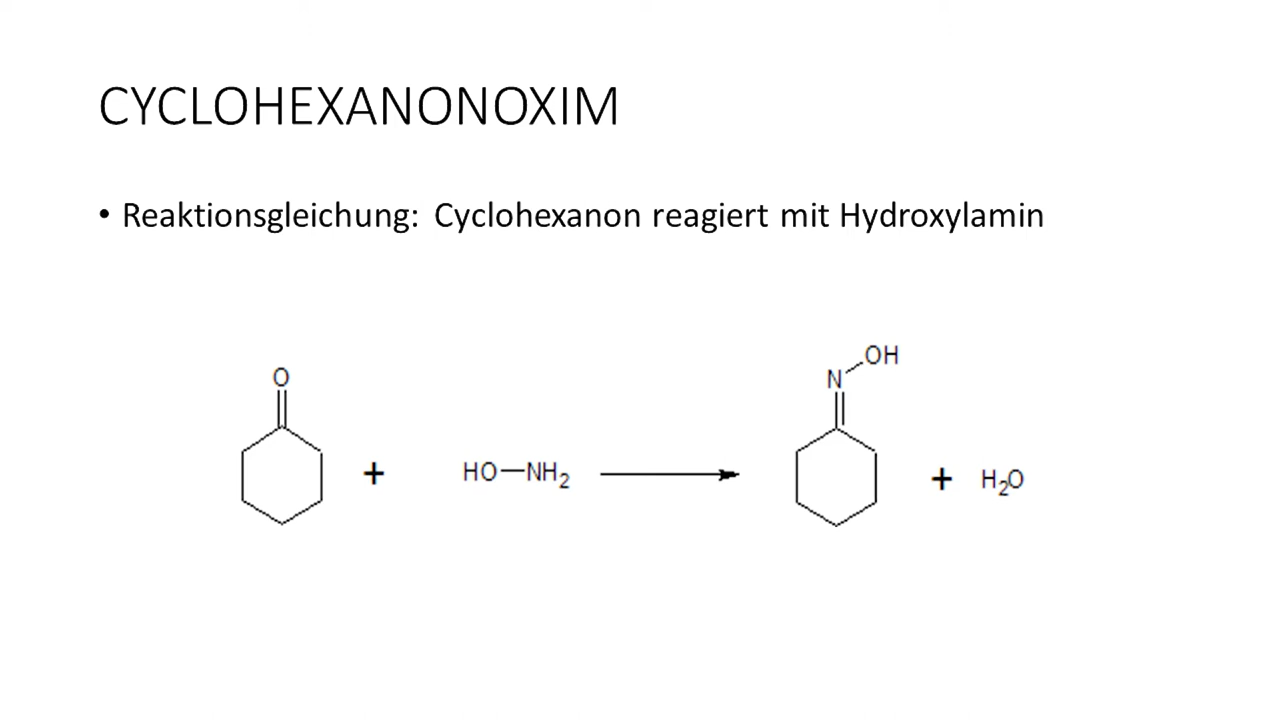 CYCLOHEXANONOXIM
• Reaktionsgleichung: Cyclohexanon reagiert mit Hydroxylamin
O
+
HO—NH₂
N
OH
+
H₂O